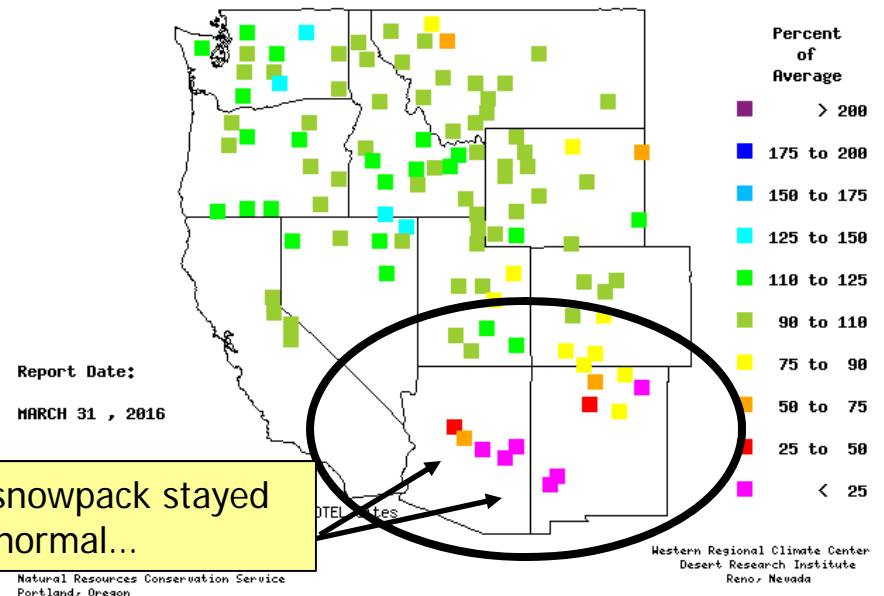 Percent
of
Average
> 200
175 to 200
150 to 175
125 to 150
110 to 125
90 to 110
75 to 90
50 to 75
25 to 50
< 25
Report Date:
MARCH 31 , 2016
snowpack stayed
normal...
Western Regional Climate Center
Desert Research Institute
Reno, Nevada
Natural Resources Conservation Service
Portland, Oregon